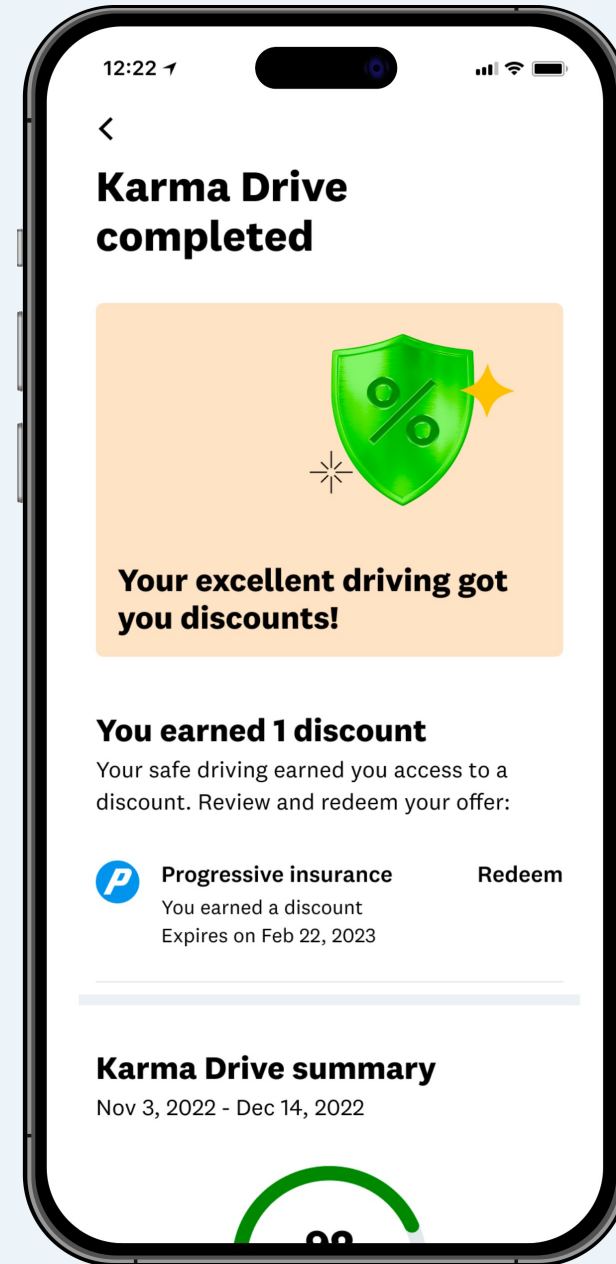 12:22
Karma Drive
completed
%
Your excellent driving got
you discounts!
You earned 1 discount
Your safe driving earned you access to a
discount. Review and redeem your offer:
Progressive insurance
Redeem
You earned a discount
Expires on Feb 22, 2023
Karma Drive summary
Nov 3, 2022 - Dec 14, 2022